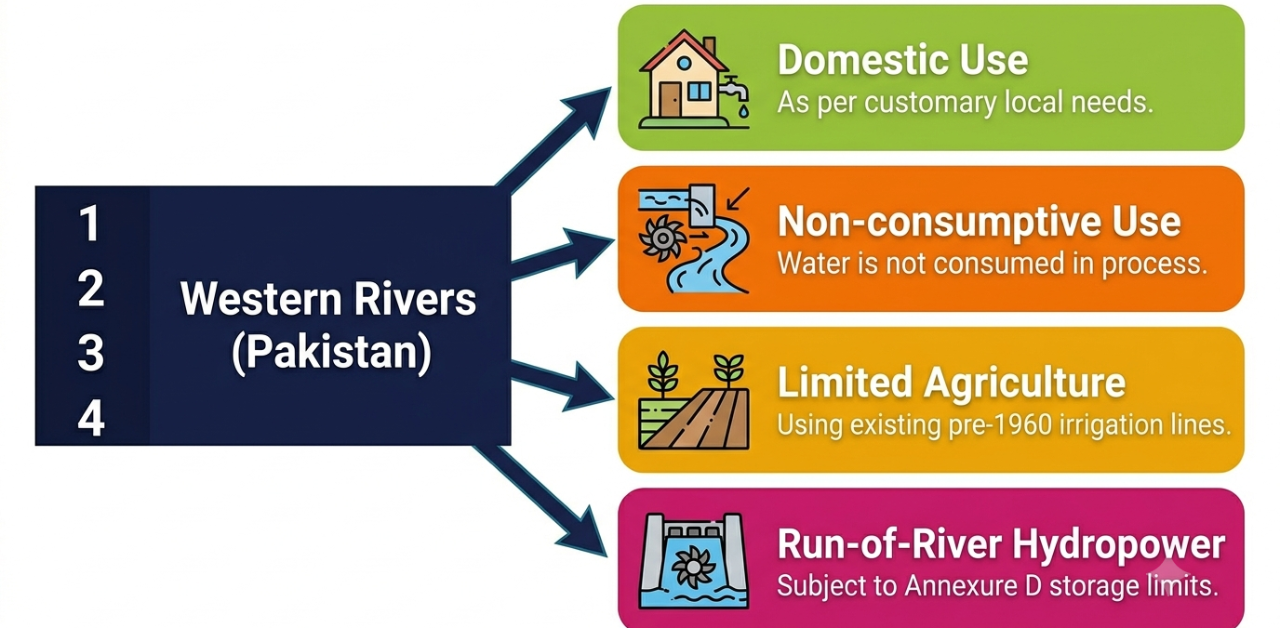 1
2
3
4
Western Rivers
(Pakistan)
Domestic Use
As per customary local needs.
Non-consumptive Use
Water is not consumed in process.
Limited Agriculture
Using existing pre-1960 irrigation lines.
Run-of-River Hydropower
Subject to Annexure D storage limits.